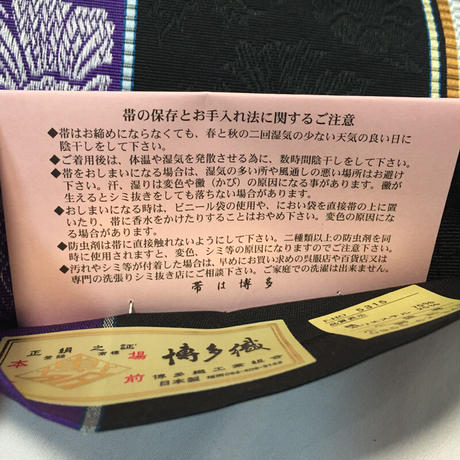 帯の保存とお手入れ法に関するご注意
◆帯はお締めにならなくても、春と秋の二回湿気の少ない天気の良い日に
陰干しをして下さい。
◆ご着用後は、体温や湿気を発散させる為に、数時間陰干しをして下さい。
◆帯をおしまいになる場合は、湿気の多い所や風通しの悪い場所はお避け
下さい。汗、湿りは変色や黴（かび）の原因になる事があります。黴が
生えるとシミ抜きをしても落ちない場合があります。
◆おしまいになる時は、ビニール袋の使用や、におい袋を直接帯の上に置
いたり、帯に香水をかけたりすることはおやめ下さい。変色の原因にな
る場合があります。
◆防虫剤は帯に直接触れないようにして下さい。二種類以上の防虫剤を同
時に使用されますと、変色、シミ等の原因になりますのでご注意下さい。
◆汚れやシミ等が付着した場合は、早めにお買い求めの呉服店や百貨店又は
専門の洗張りシミ抜き店にご相談下さい。ご家庭での洗濯は出来ません。
帯は博多
正絹之証
本場
博多織
前
博多織工業組合
日本製
5315